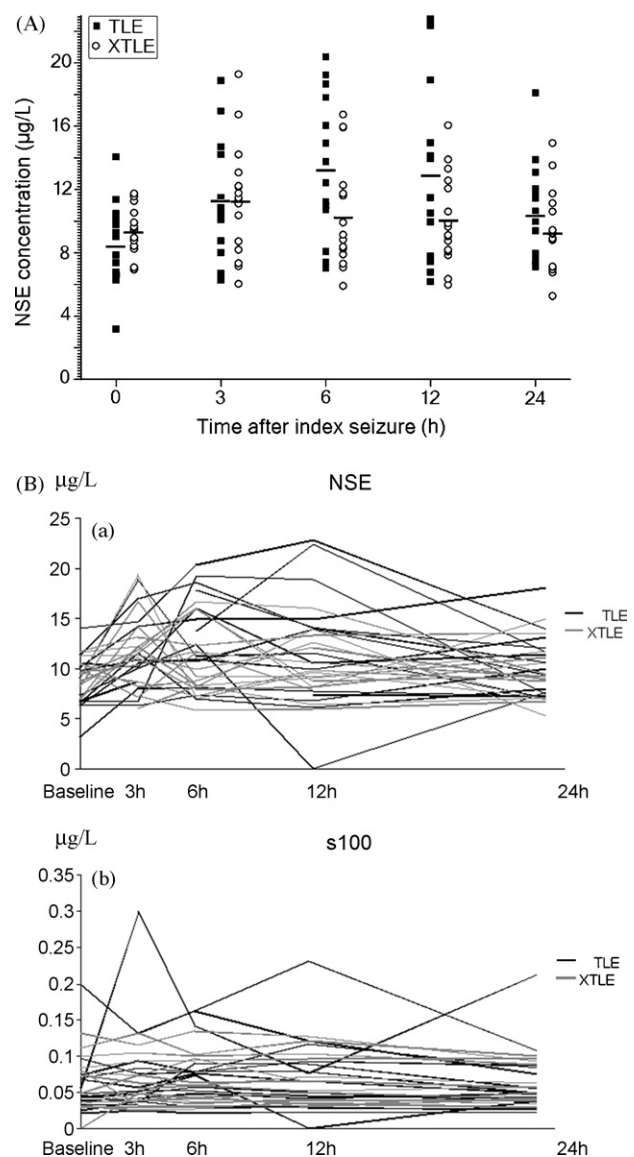 (A)
TLE
XTLE
22
18
16
12
8
4
0
NSE concentration (µg/L)
0 3 6 12 24
Time after index seizure (h)
(B) µg/L NSE
(a)
25
20
15
10
5
0
TLE
XTLE
Baseline 3h 6h 12h 24h
µg/L s100
(b)
0.35
0.3
0.25
0.2
0.15
0.1
0.05
0
TLE
XTLE
Baseline 3h 6h 12h 24h